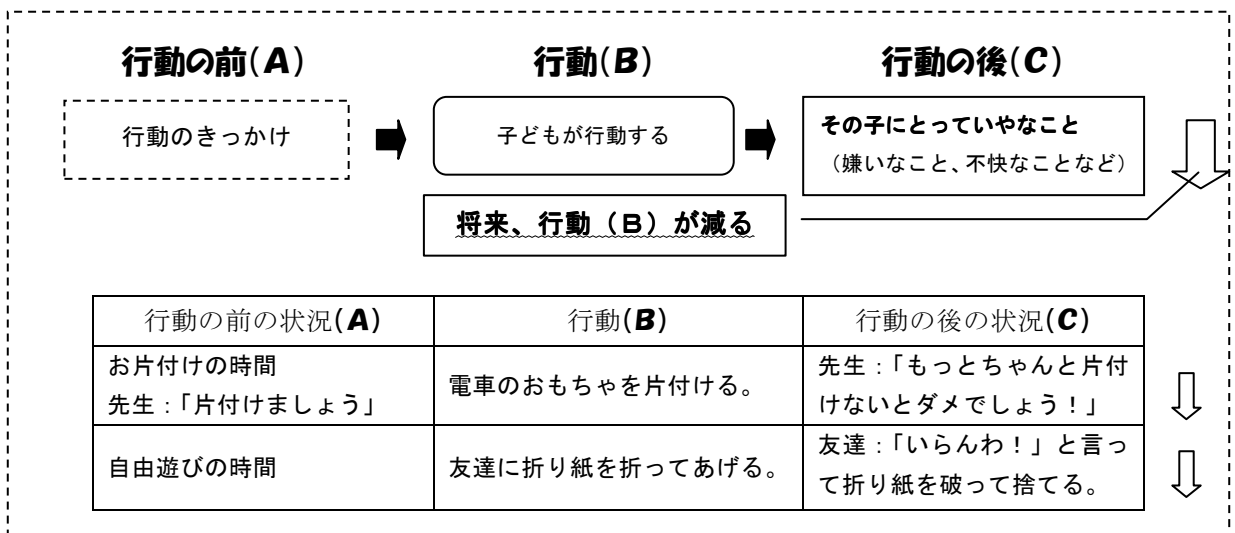 行動の前(A)
行動(B)
行動の後(C)
行動のきっかけ
子どもが行動する
その子にとっていやなこと
（嫌いなこと、不快なことなど）
将来、行動（Ｂ）が減る
行動の前の状況(A)
行動(B)
行動の後の状況(C)
お片付けの時間
先生：「片付けましょう」
電車のおもちゃを片付ける。
先生：「もっとちゃんと片付
けないとダメでしょう！」
自由遊びの時間
友達に折り紙を折ってあげる。
友達：「いらんわ！」と言っ
て折り紙を破って捨てる。